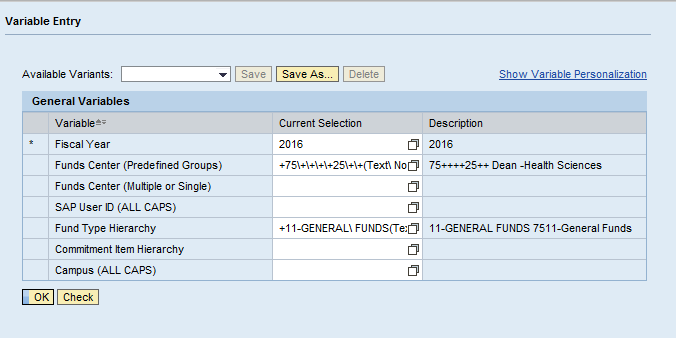 Variable Entry
Available Variants: Save Save As... Delete Show Variable Personalization
General Variables
Variable Current Selection Description
* Fiscal Year 2016 2016
Funds Center (Predefined Groups) +75\+\+\+\+25\+\+(Text\ No 75++++25++ Dean -Health Sciences
Funds Center (Multiple or Single)
SAP User ID (ALL CAPS)
Fund Type Hierarchy +11-GENERAL\ FUNDS(Te 11-GENERAL FUNDS 7511-General Funds
Commitment Item Hierarchy
Campus (ALL CAPS)
OK Check